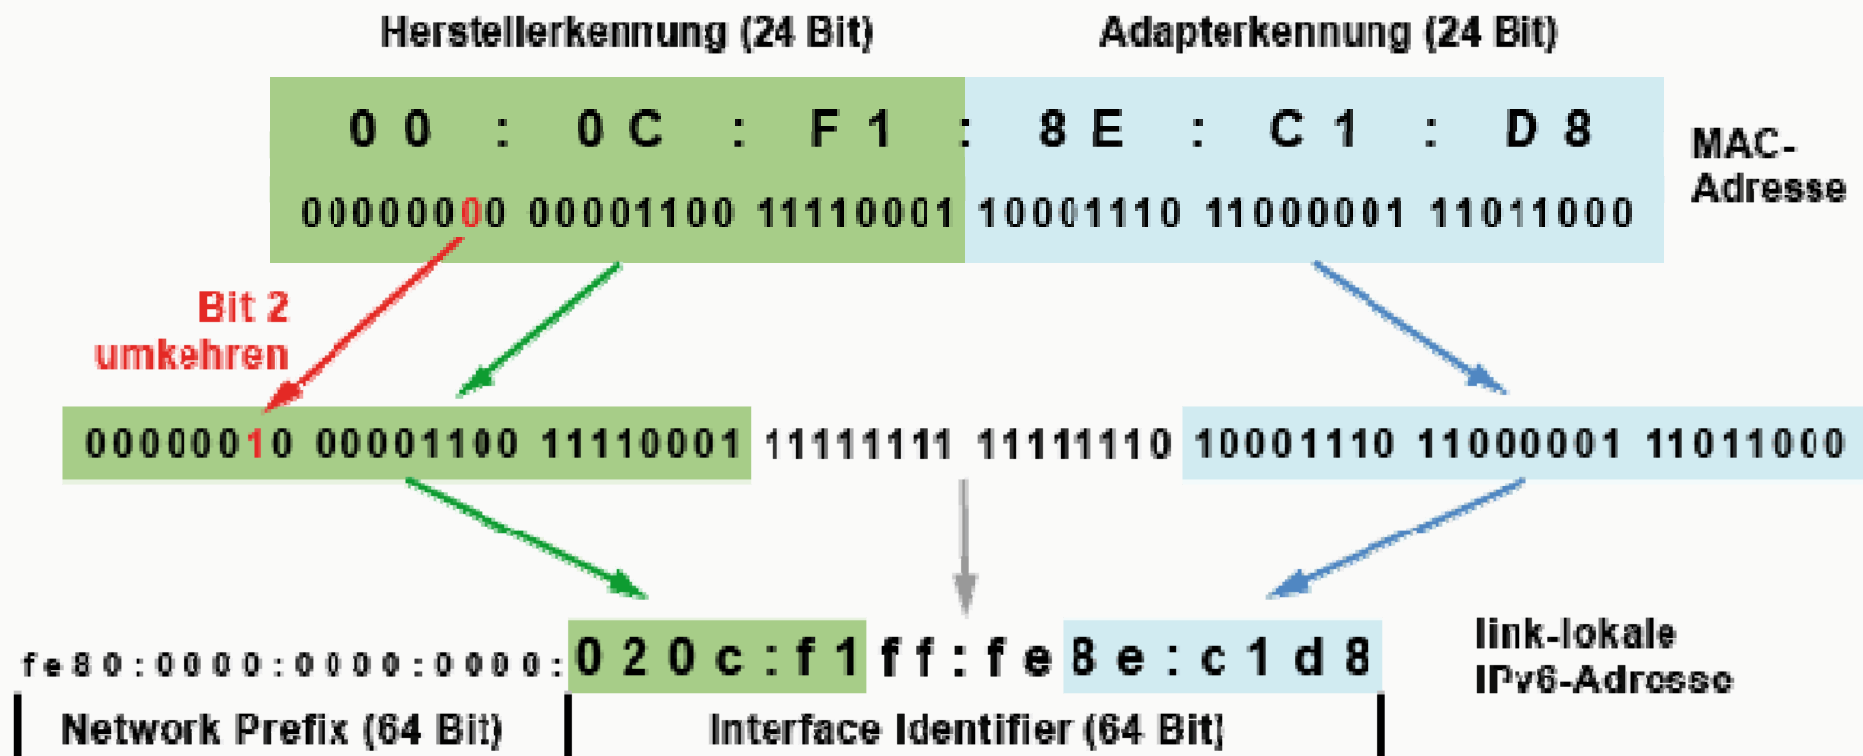 Herstellerkennung (24 Bit) Adapterkennung (24 Bit)
00 : 0C : F1 : 8E : C1 : D8
MAC-
Adresse
00000000 00001100 11110001 10001110 11000001 11011000
Bit 2
umkehren
00000010 00001100 11110001 11111111 11111110 10001110 11000001 11011000
fe80:0000:0000:0000:020c:f1ff:fe8e:c1d8
link-lokale
IPv6-Adresse
Network Prefix (64 Bit) Interface Identifier (64 Bit)